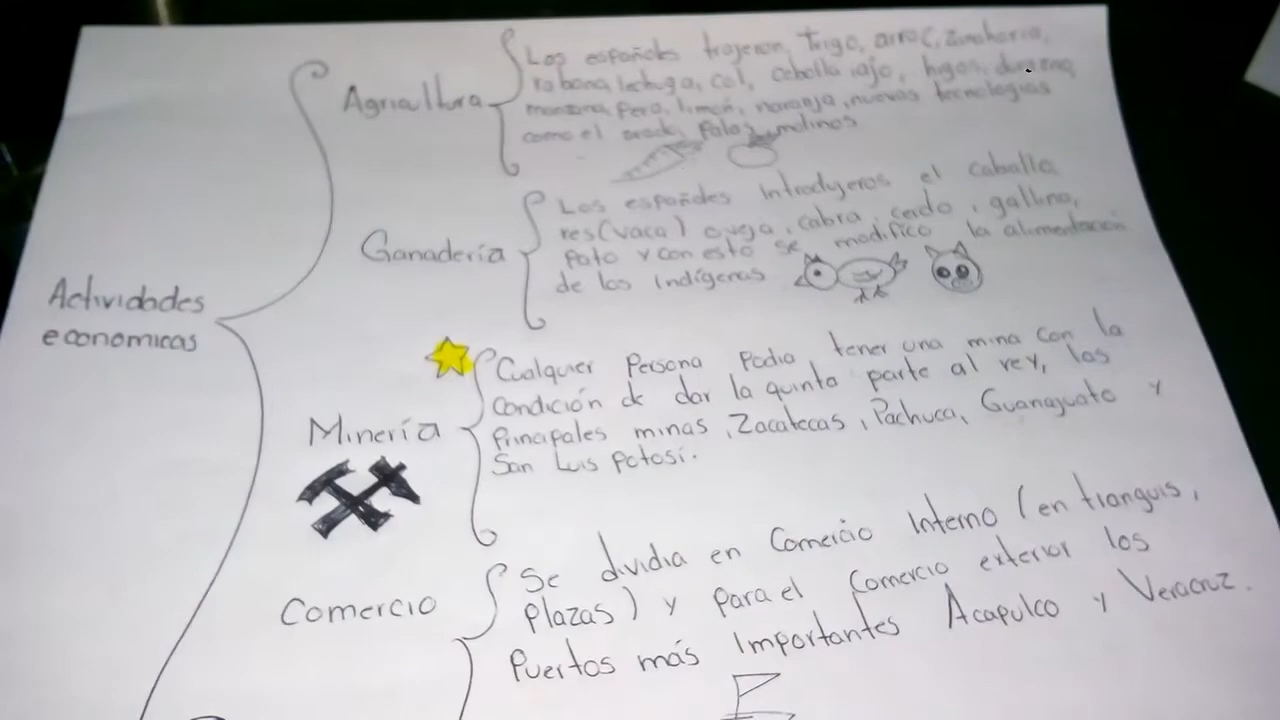 Actividades
economicas
Agricultura
Los españoles trajeron, Trigo, arroz, zanahoria,
rabano, lechuga, col, cebolla, ajo, higos, durazno,
manzana, pera, limón, naranja, nuevas tecnologías
como el arado, palas, molinos
Ganadería
Los españoles introdujeros el caballo
res(vaca) oveja, cabra, cerdo, gallina,
pato y con esto se modifico la alimentación
de los indígenas
Minería
Cualquier Persona Podia, tener una mina con la
Condición de dar la quinta parte al rey, las
Principales minas, Zacatecas, Pachuca, Guanajuato y
San Luis potosí.
Comercio
Se dividia en Comercio Interno (en tianguis,
plazas) y para el Comercio exterior los
Puertos más Importantes Acapulco y Veracruz.